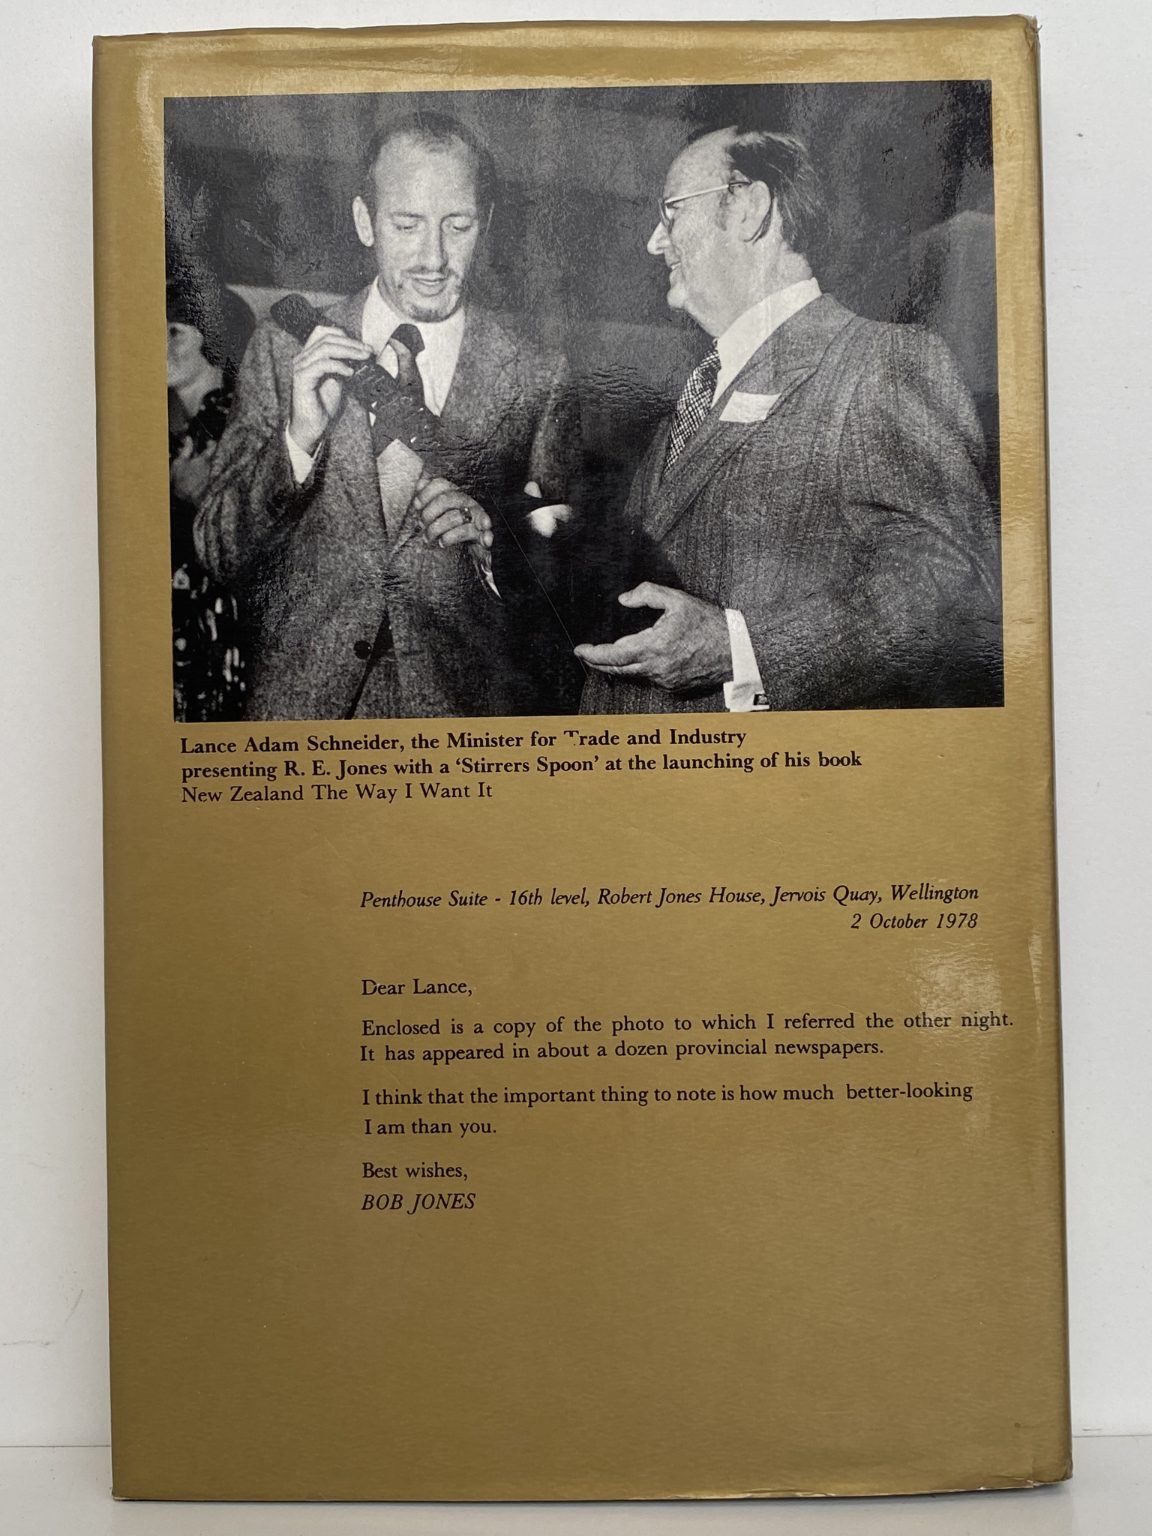 Lance Adam Schneider, the Minister for Trade and Industry
presenting R. E. Jones with a 'Stirrers Spoon' at the launching of his book
New Zealand The Way I Want It
Penthouse Suite - 16th level, Robert Jones House, Jervois Quay, Wellington
2 October 1978
Dear Lance,
Enclosed is a copy of the photo to which I referred the other night.
It has appeared in about a dozen provincial newspapers.
I think that the important thing to note is how much better-looking
I am than you.
Best wishes,
BOB JONES